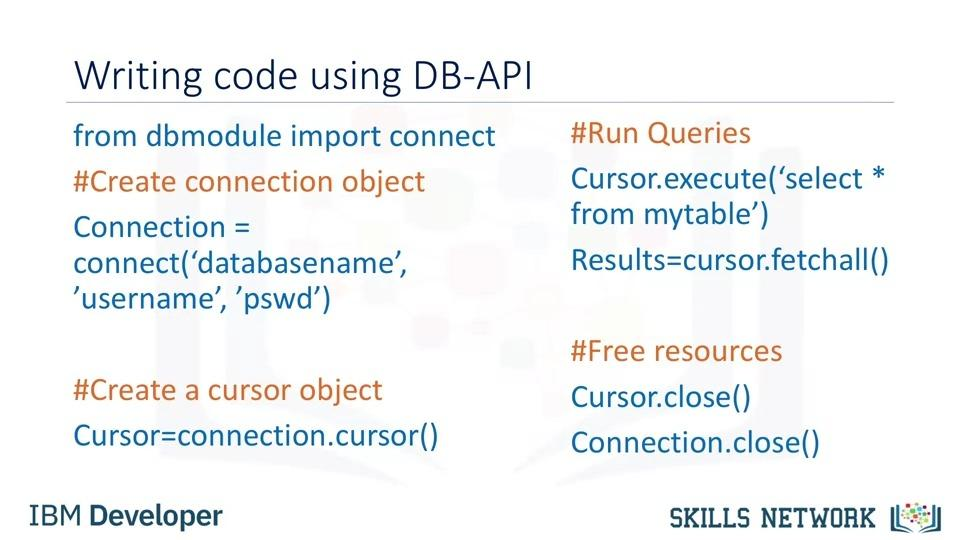 Writing code using DB-API
from dbmodule import connect
#Create connection object
Connection =
connect(‘databasename’,
’username’, ’pswd’)
#Create a cursor object
Cursor=connection.cursor()
#Run Queries
Cursor.execute(‘select *
from mytable’)
Results=cursor.fetchall()
#Free resources
Cursor.close()
Connection.close()
IBM Developer
SKILLS NETWORK